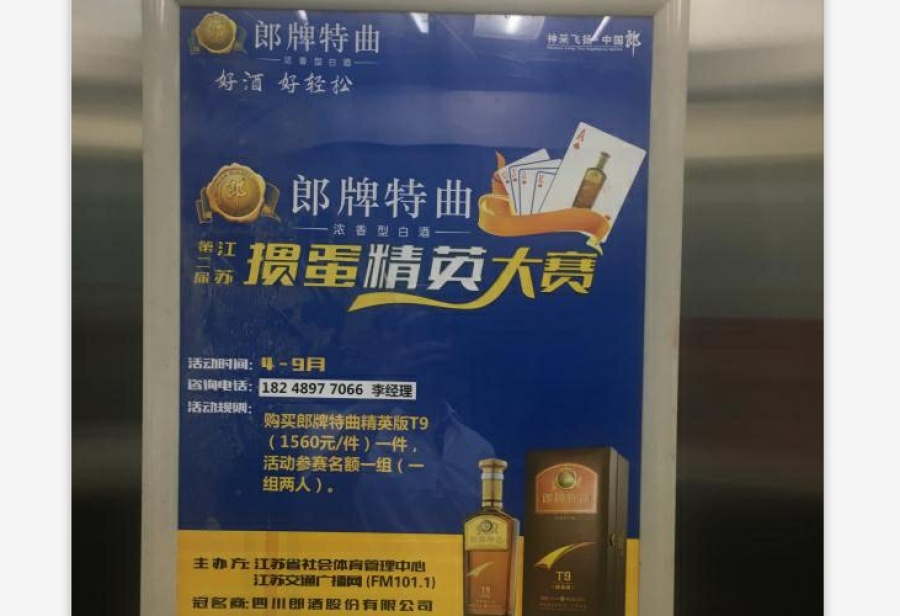 郎牌特曲
浓香型白酒
好酒 好轻松
神采飞扬 中国郎
郎牌特曲
浓香型白酒
第二届
江苏
掼蛋精英大赛
A
活动时间：4-9月
咨询电话：182 4897 7066 李经理
活动规则：
购买郎牌特曲精英版T9
（1560元/件）一件，
活动参赛名额一组（一
组两人）。
郎牌特曲
T9
T9
主办方：江苏省社会体育管理中心
江苏交通广播网(FM101.1)
冠名商：四川郎酒股份有限公司